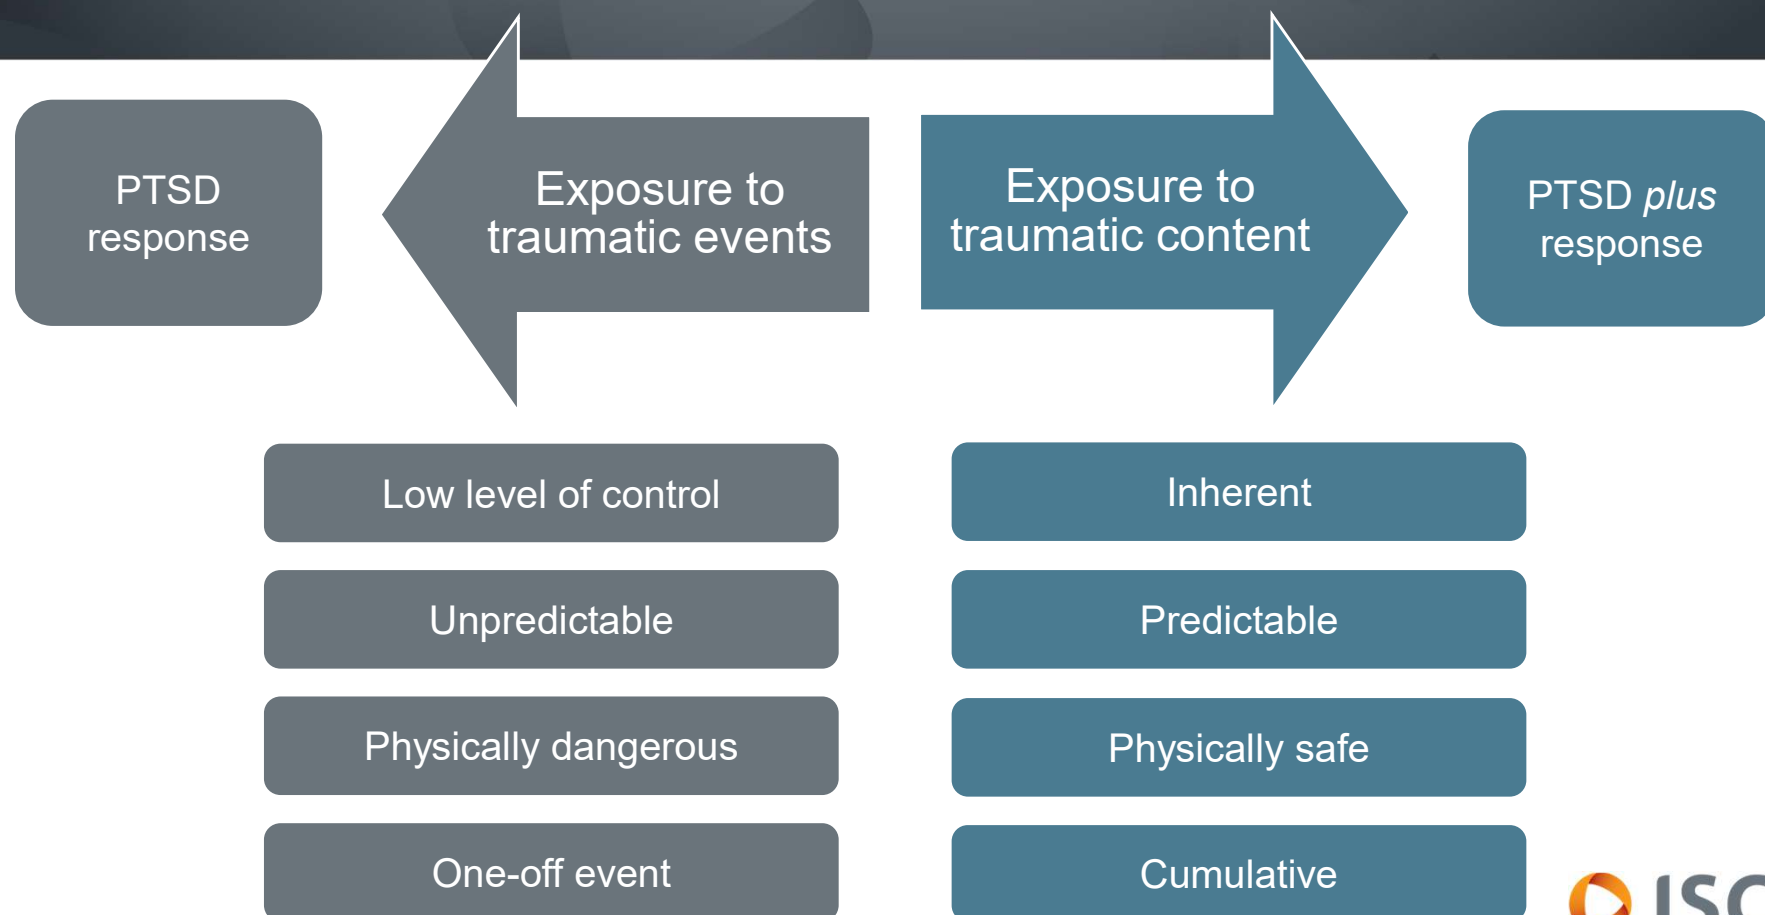 PTSD
response
Exposure to
traumatic events
Exposure to
traumatic content
PTSD plus
response
Low level of control
Inherent
Unpredictable
Predictable
Physically dangerous
Physically safe
One-off event
Cumulative